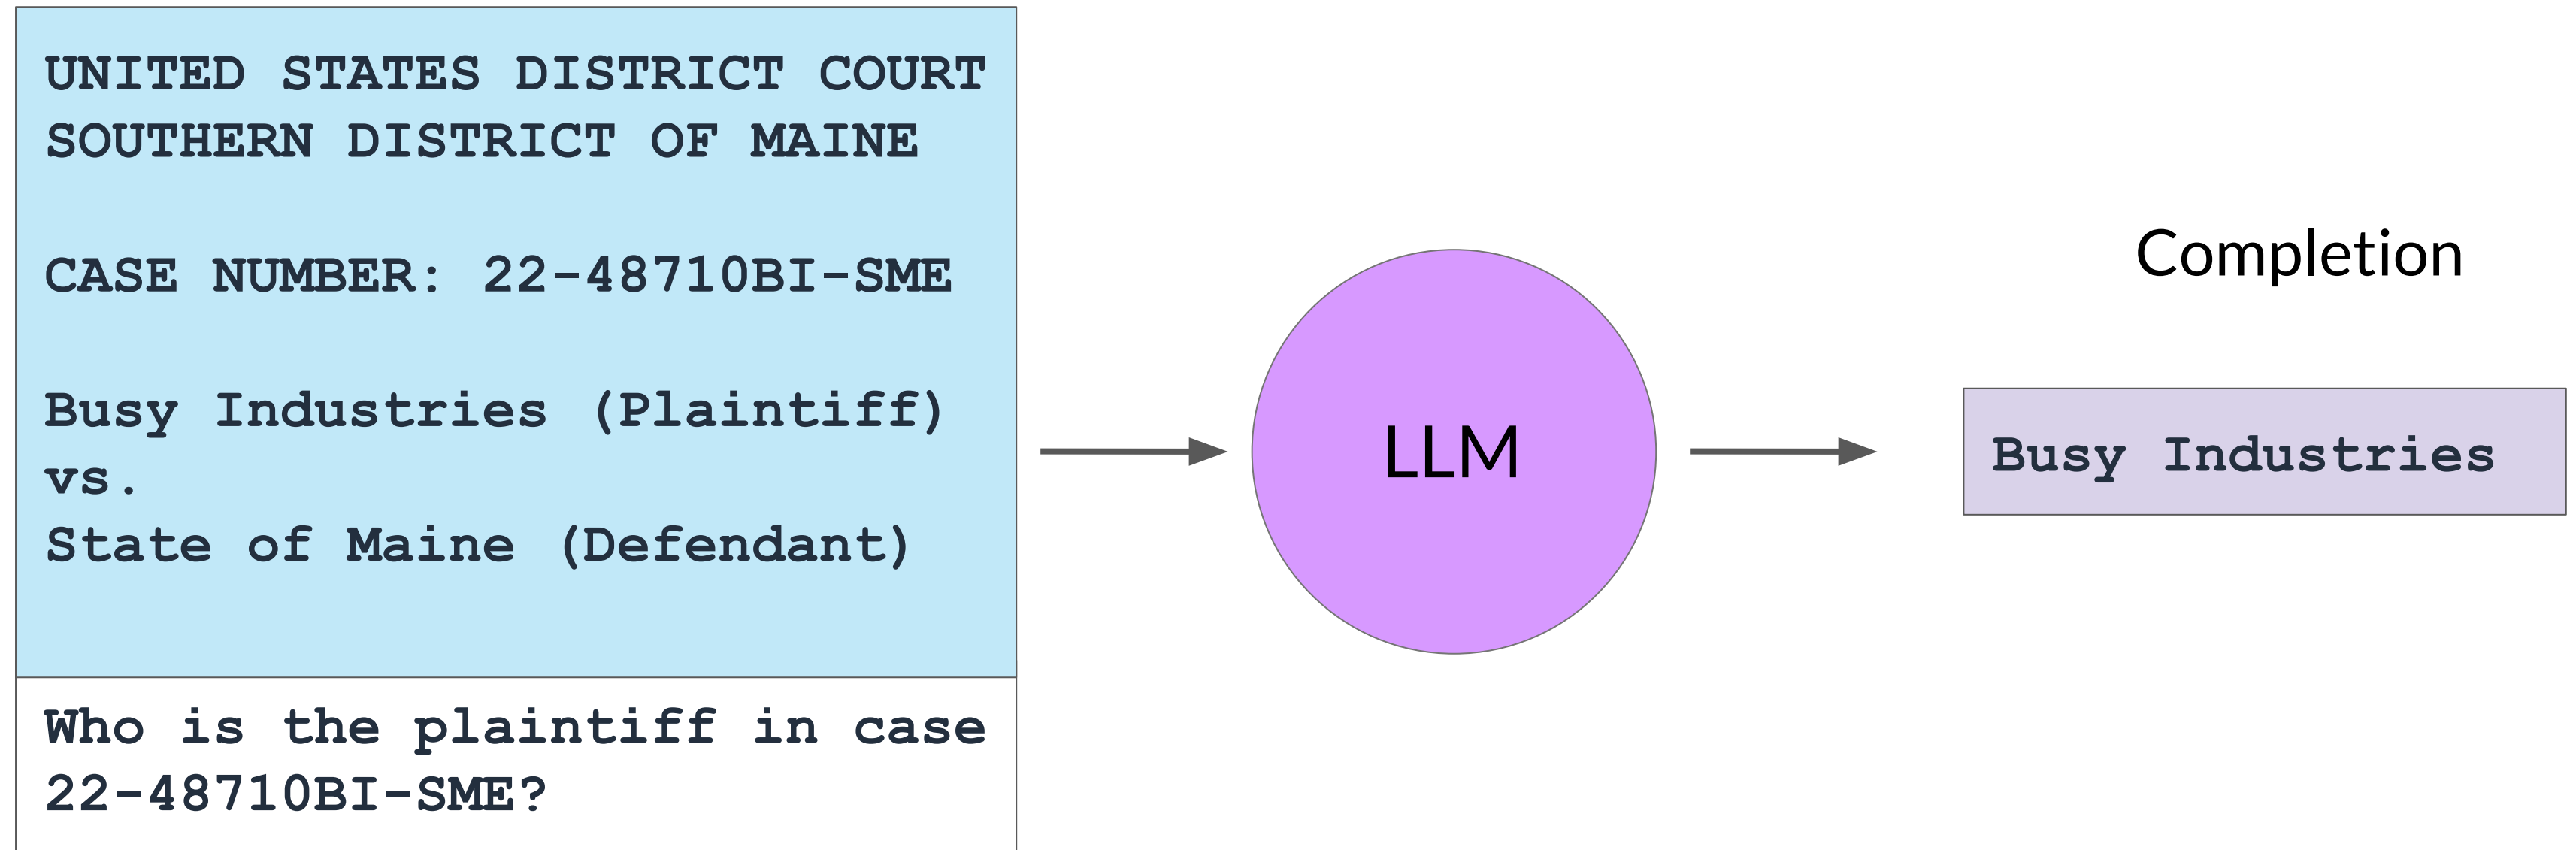 UNITED STATES DISTRICT COURT
SOUTHERN DISTRICT OF MAINE
CASE NUMBER: 22-48710BI-SME
Busy Industries (Plaintiff)
vs.
State of Maine (Defendant)
Who is the plaintiff in case
22-48710BI-SME?
LLM
Completion
Busy Industries